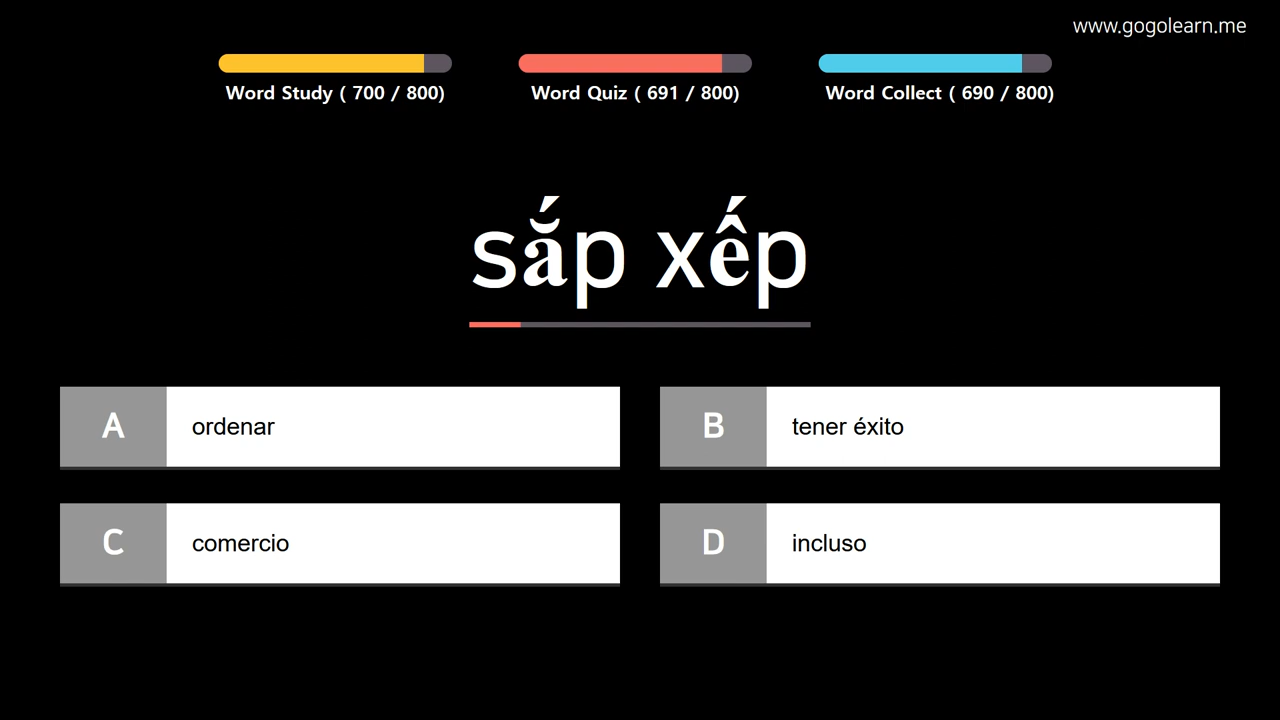 www.gogolearn.me
Word Study ( 700 / 800)
Word Quiz ( 691 / 800)
Word Collect ( 690 / 800)
sắp xếp
A
ordenar
B
tener éxito
C
comercio
D
incluso